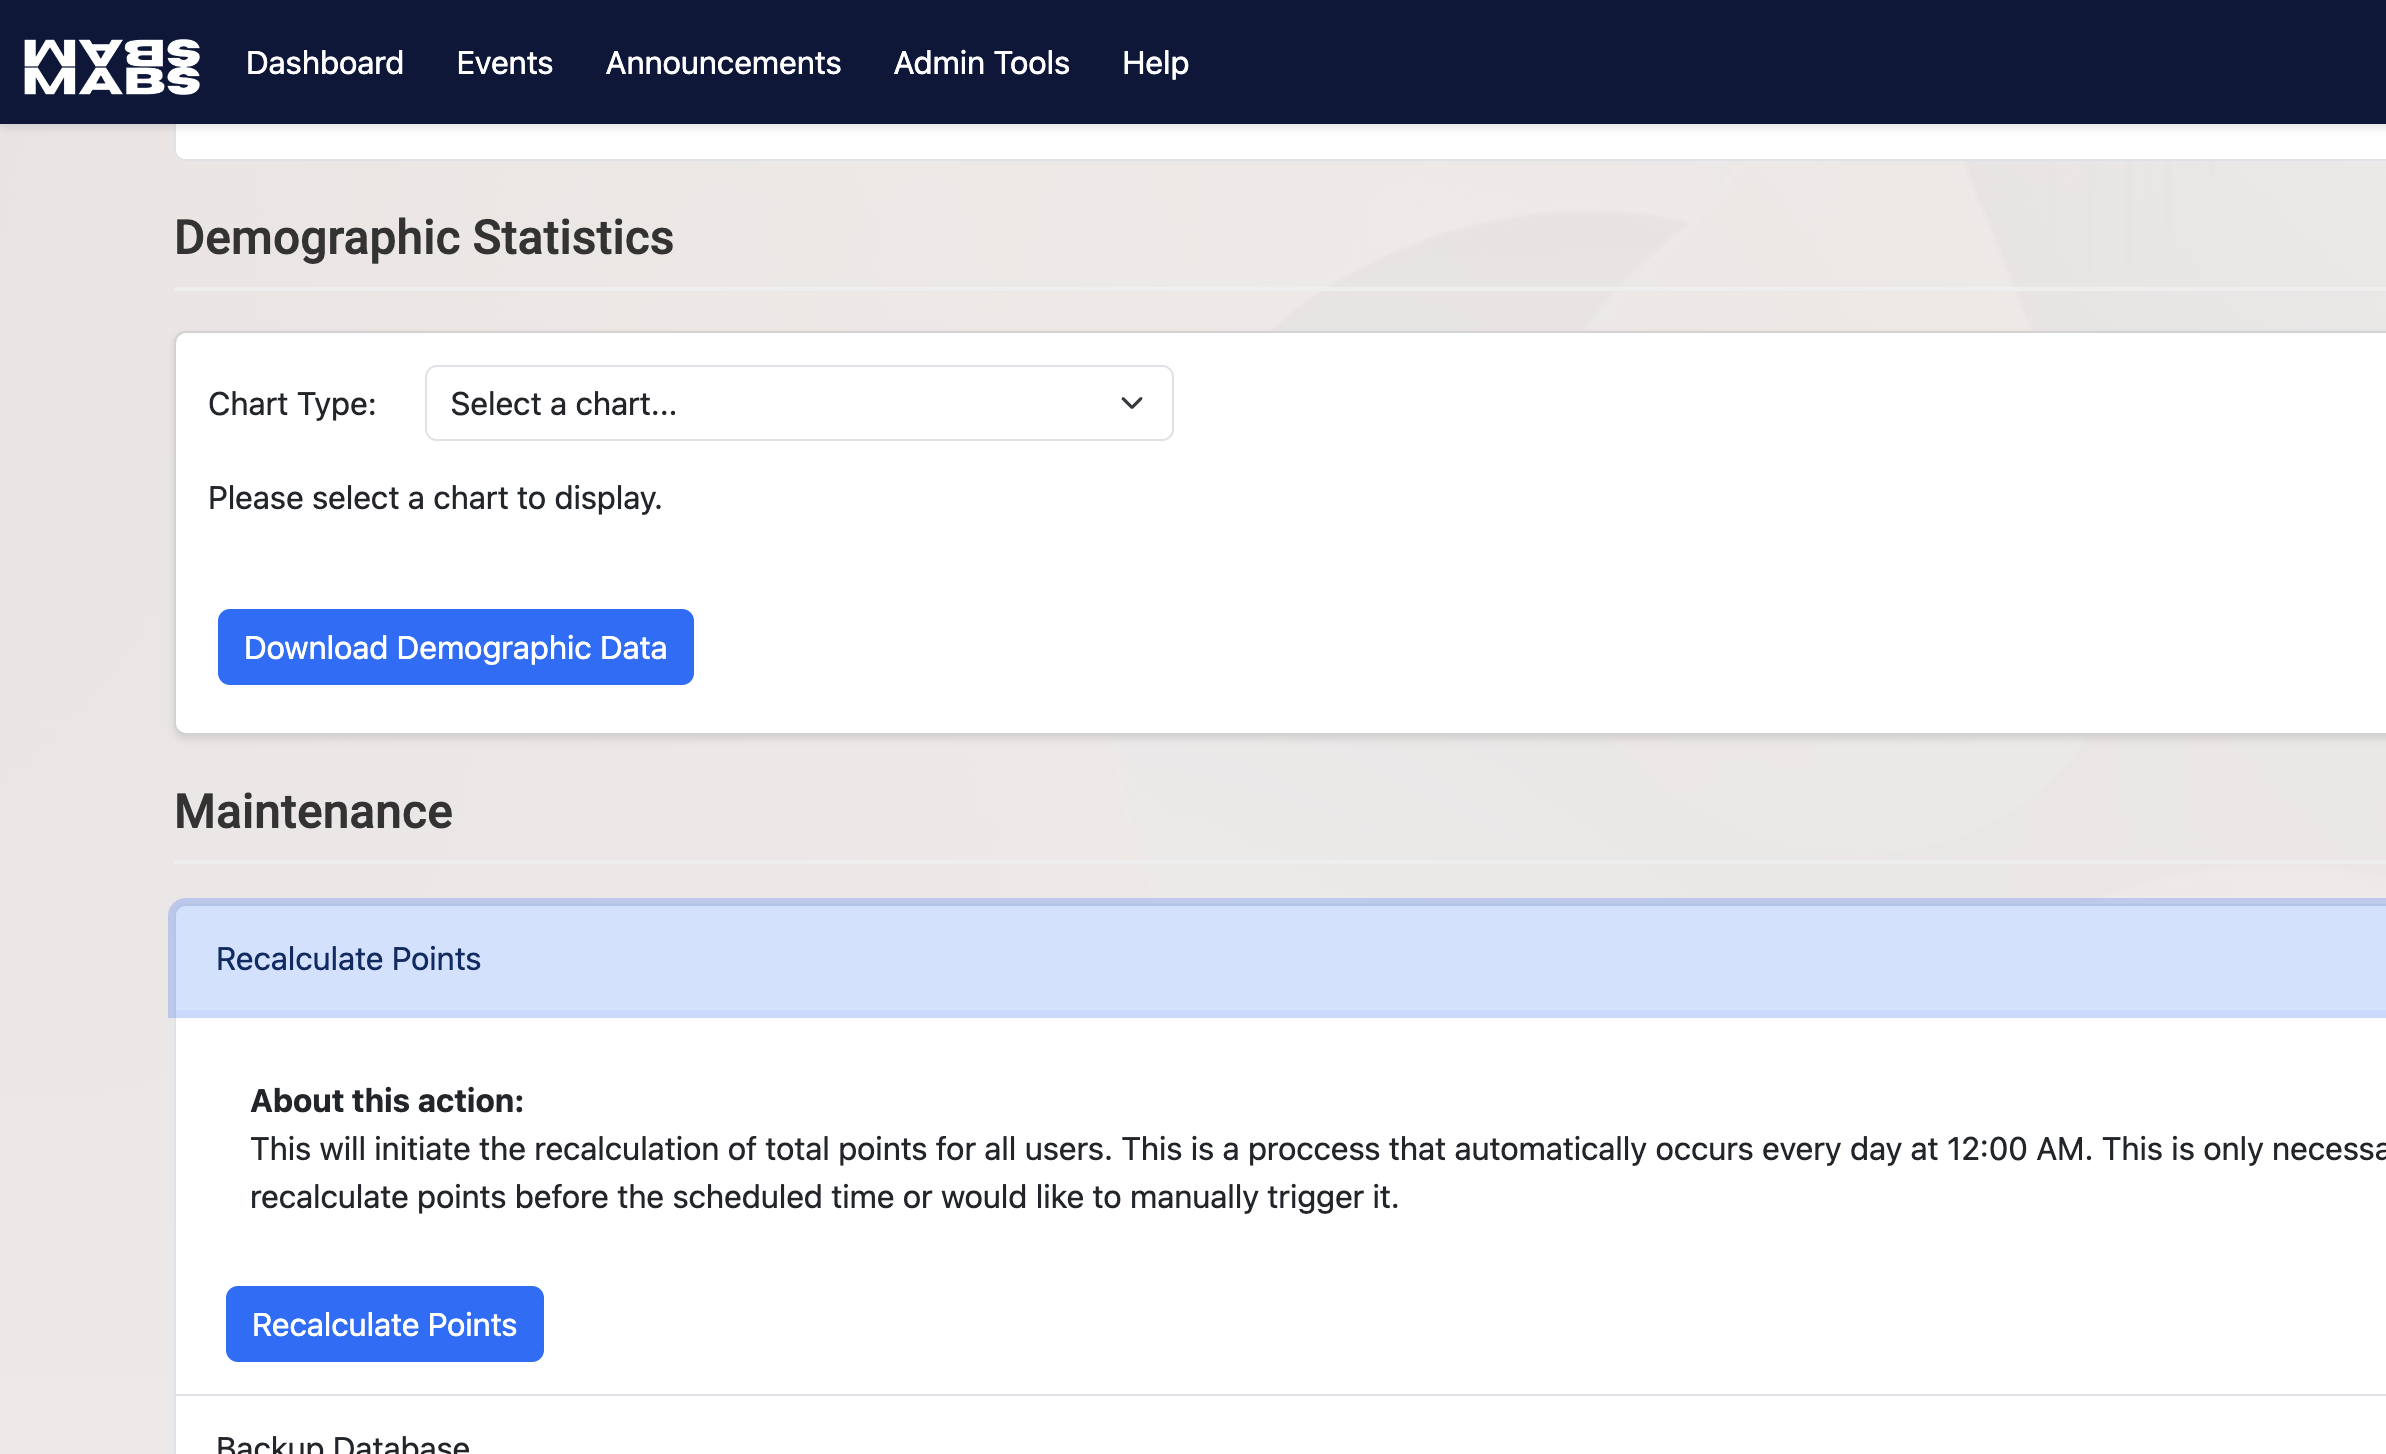 MABS
MABS
Dashboard Events Announcements Admin Tools Help
Demographic Statistics
Chart Type: Select a chart...
Please select a chart to display.
Download Demographic Data
Maintenance
Recalculate Points
About this action:
This will initiate the recalculation of total points for all users. This is a proccess that automatically occurs every day at 12:00 AM. This is only
recalculate points before the scheduled time or would like to manually trigger it.
Recalculate Points
Backup Database